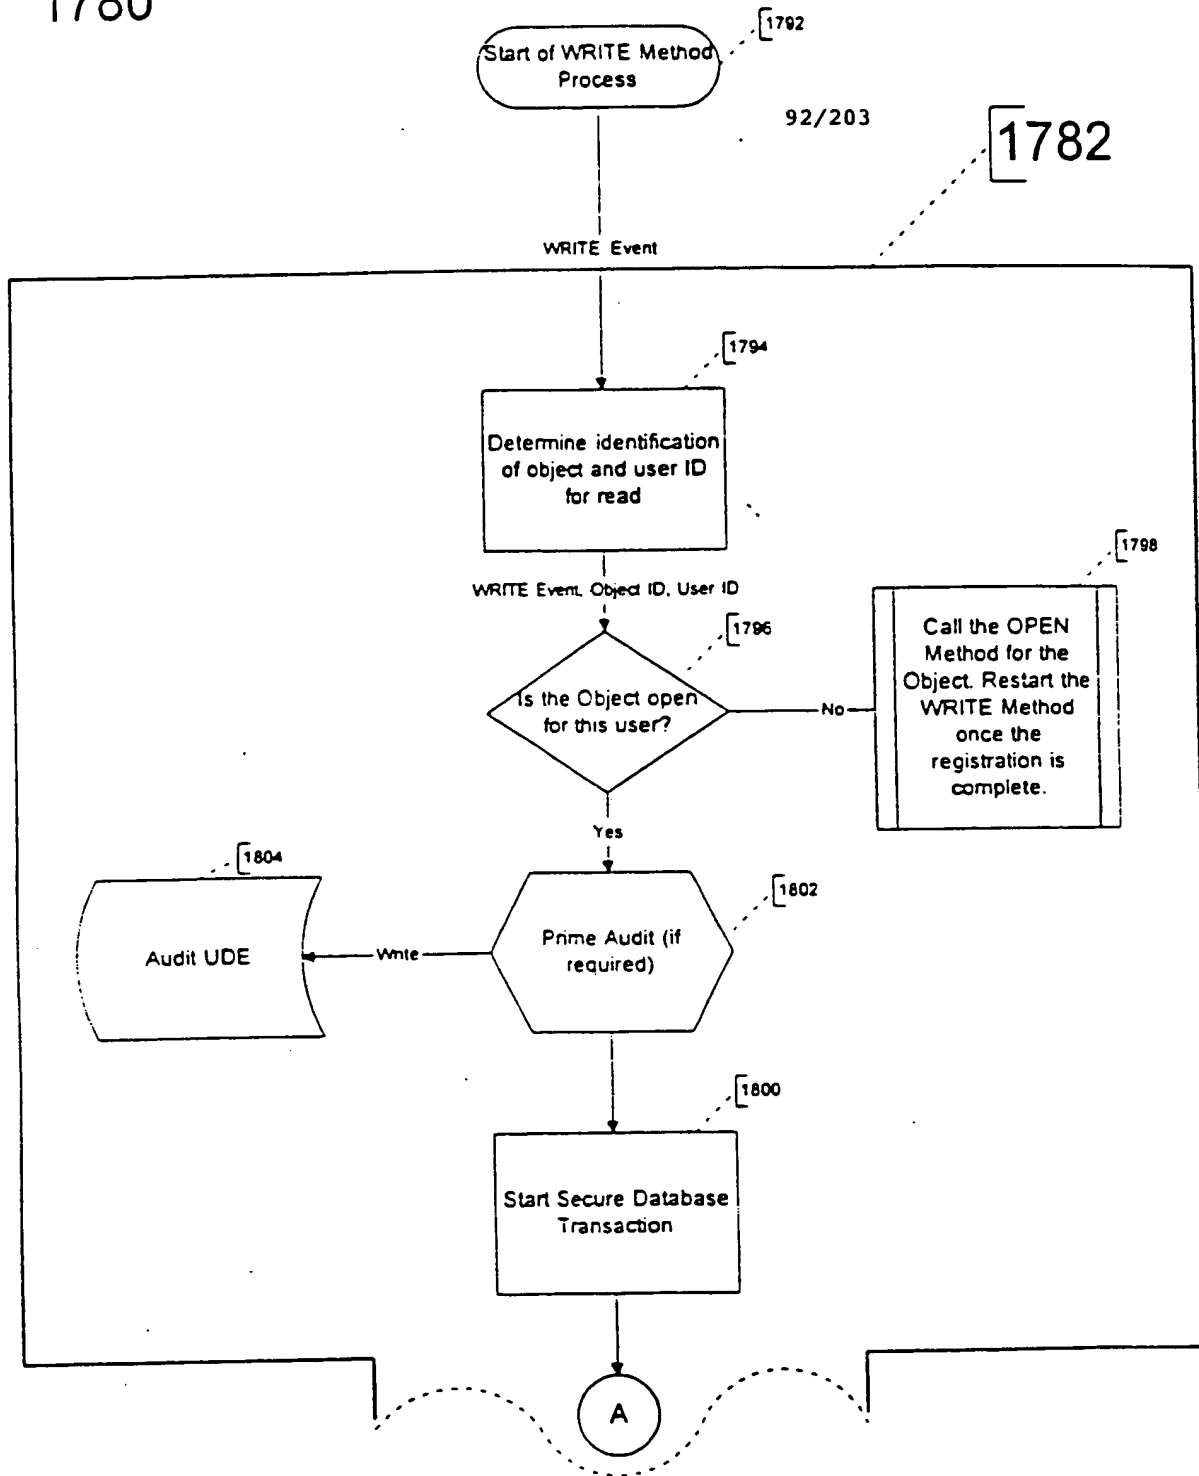 1780
1792
Start of WRITE Method
Process
92/203
1782
WRITE Event
1794
Determine identification
of object and user ID
for read
WRITE Event, Object ID, User ID
1796
1798
Is the Object open
for this user?
No
Call the OPEN
Method for the
Object. Restart the
WRITE Method
once the
registration is
complete.
Yes
1804
1802
Audit UDE
Write
Prime Audit (if
required)
1800
Start Secure Database
Transaction
A